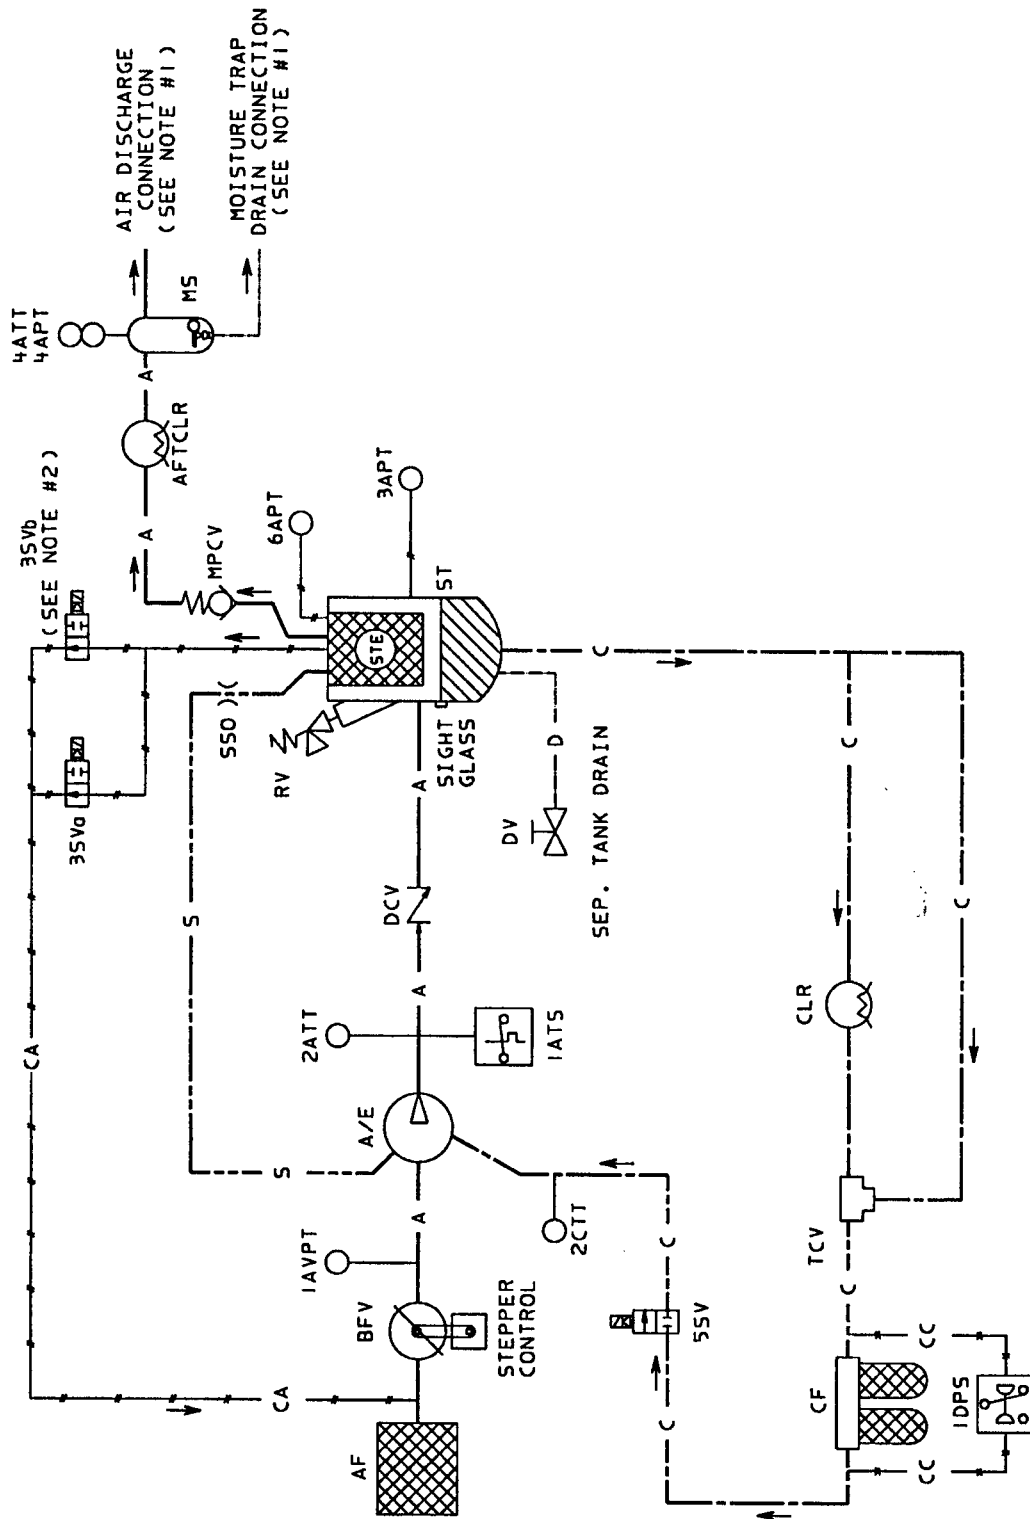 AIR DISCHARGE
CONNECTION
(SEE NOTE #1)
MOISTURE TRAP
DRAIN CONNECTION
(SEE NOTE #1)
4ATT
4APT
MS
A
AFTCLR
A
3SVb
(SEE NOTE #2)
3SVa
MPCV
6APT
3APT
SSO
STE
ST
RV
SIGHT
GLASS
A
D
DV
SEP. TANK DRAIN
C
C
C
CA
S
DCV
A
2ATT
1ATS
CLR
A/E
S
A
1AVPT
2CTT
TCV
BFV
STEPPER
CONTROL
C
5SV
C
C
CA
AF
CF
CC
1DPS
CC